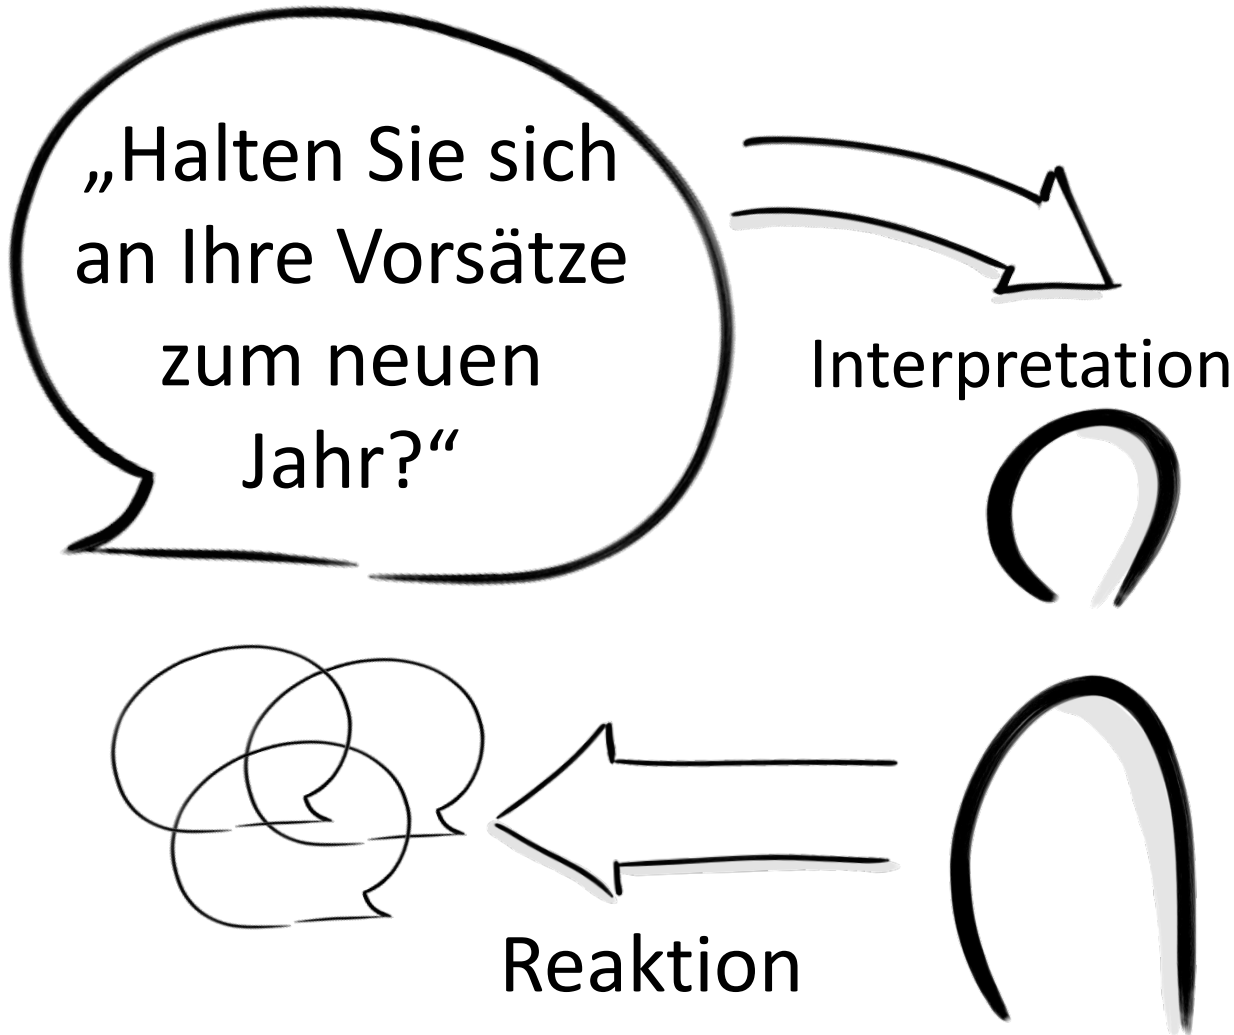 „Halten Sie sich
an Ihre Vorsätze
zum neuen
Jahr?“
Interpretation
Reaktion